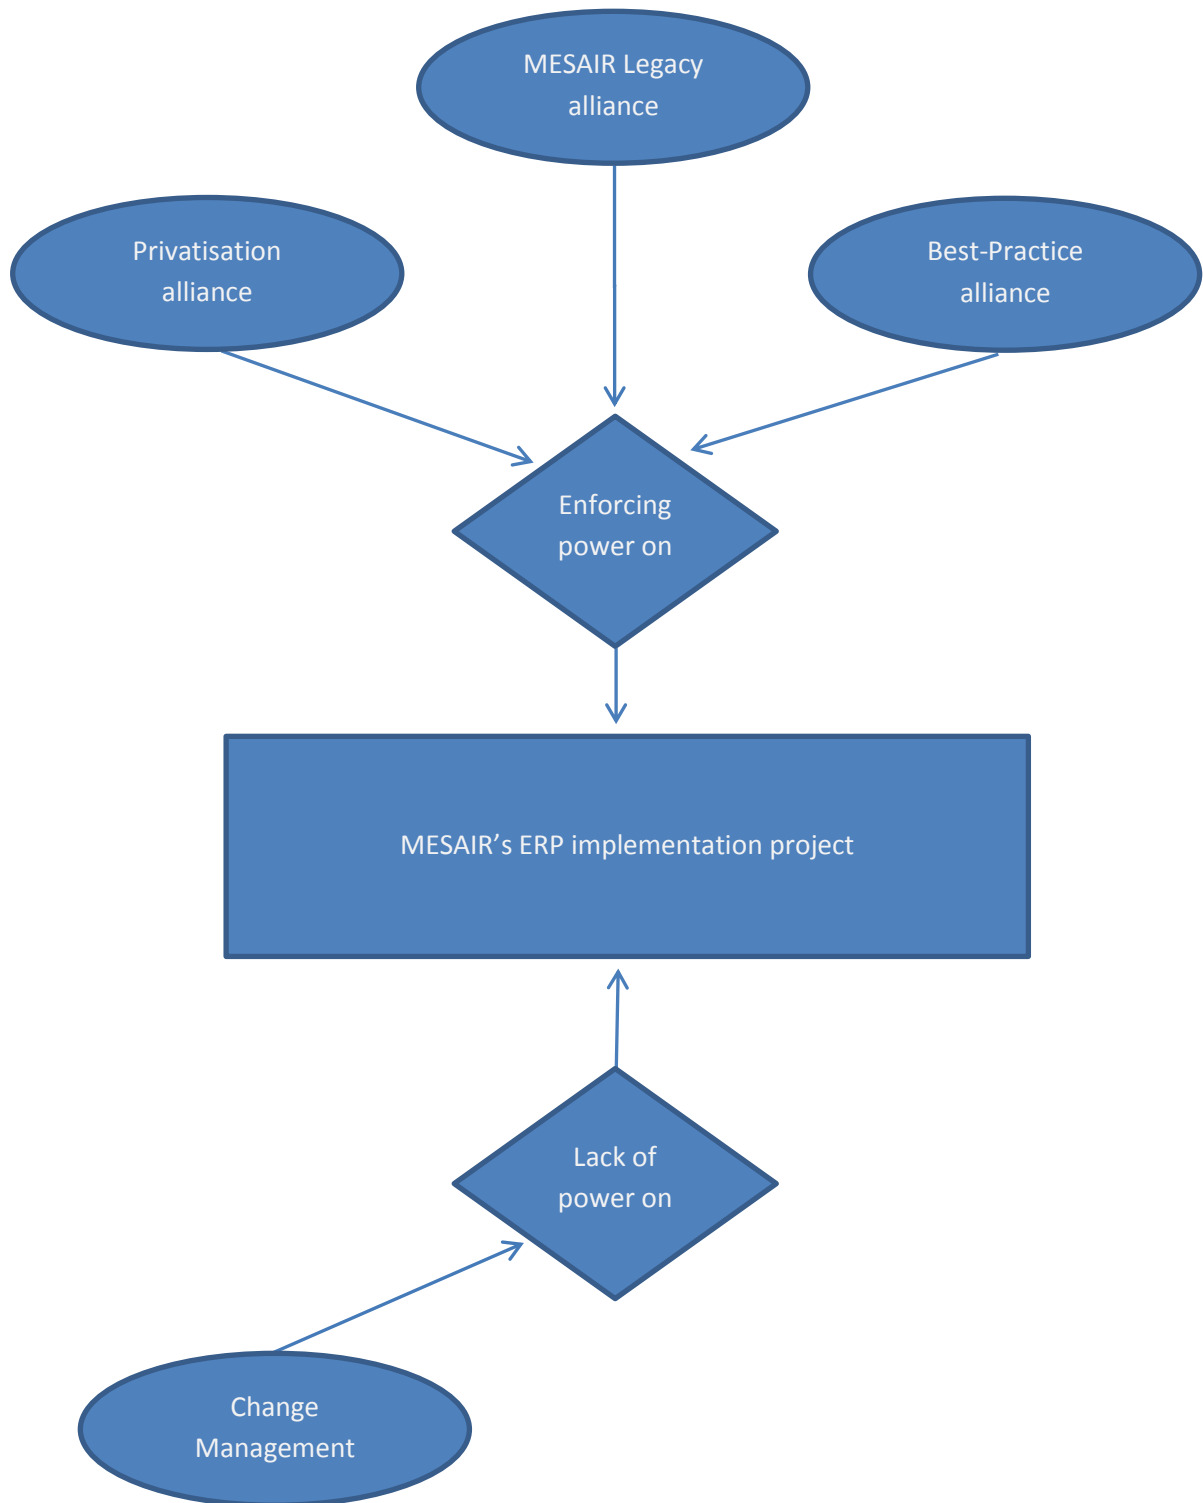 MESAIR Legacy
alliance
Privatisation
alliance
Best-Practice
alliance
Enforcing
power on
MESAIR’s ERP implementation project
Lack of
power on
Change
Management